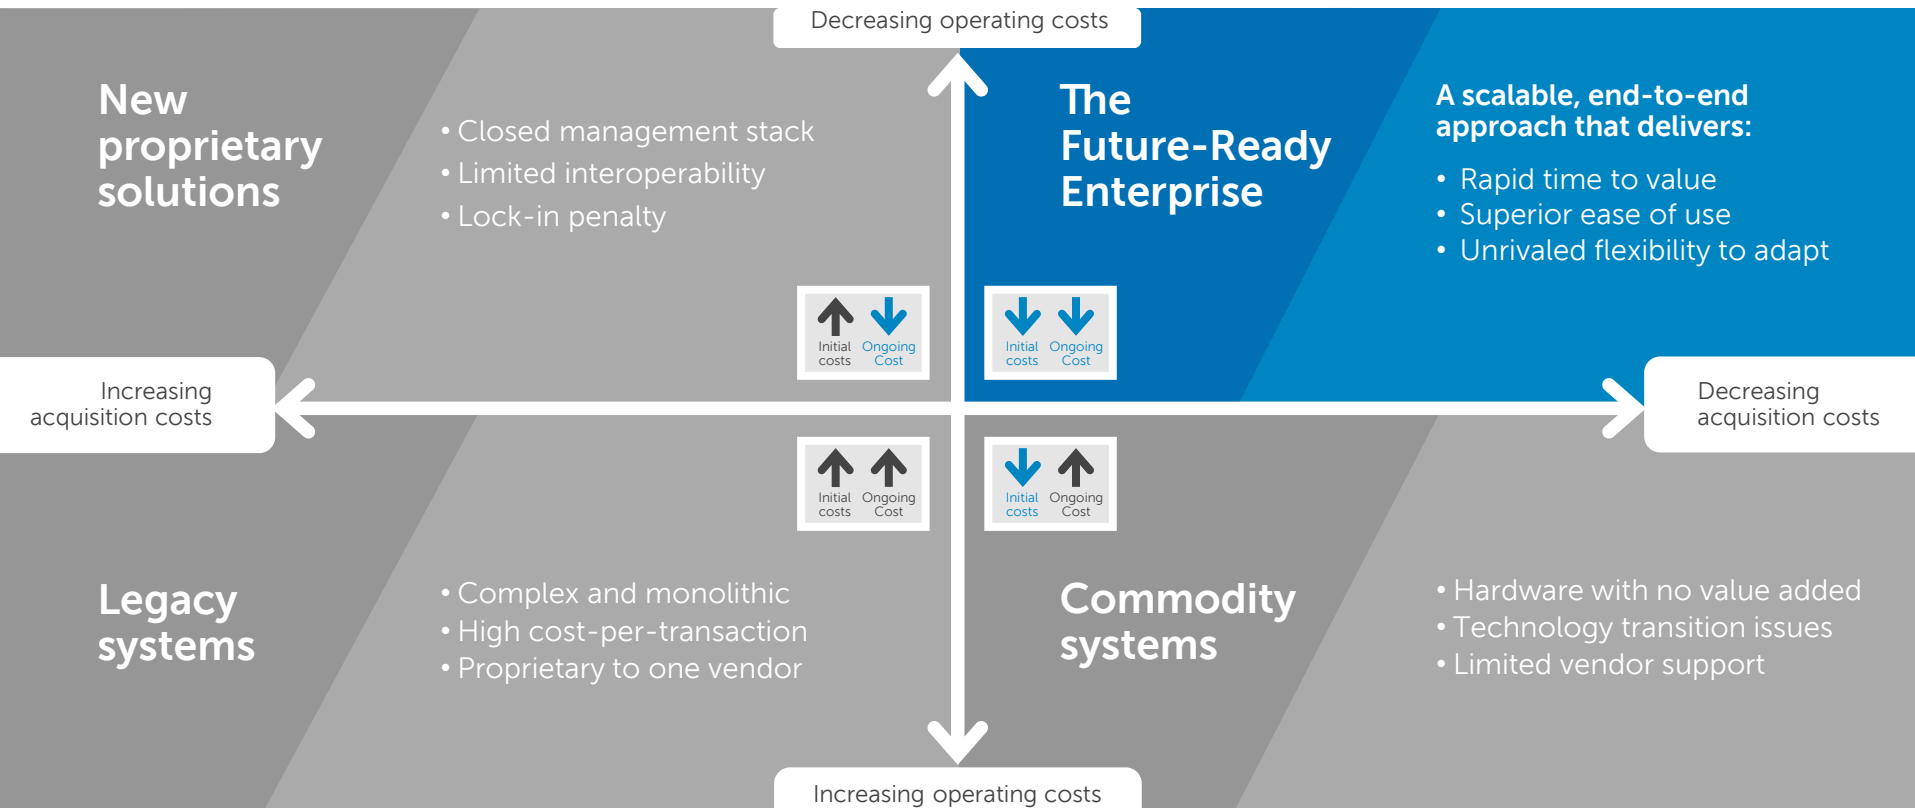 Decreasing operating costs
New
proprietary
solutions
• Closed management stack
• Limited interoperability
• Lock-in penalty
The
Future-Ready
Enterprise
A scalable, end-to-end
approach that delivers:
• Rapid time to value
• Superior ease of use
• Unrivaled flexibility to adapt
Initial
costs
Ongoing
Cost
Initial
costs
Ongoing
Cost
Increasing
acquisition costs
Decreasing
acquisition costs
Initial
costs
Ongoing
Cost
Initial
costs
Ongoing
Cost
Legacy
systems
• Complex and monolithic
• High cost-per-transaction
• Proprietary to one vendor
Commodity
systems
• Hardware with no value added
• Technology transition issues
• Limited vendor support
Increasing operating costs